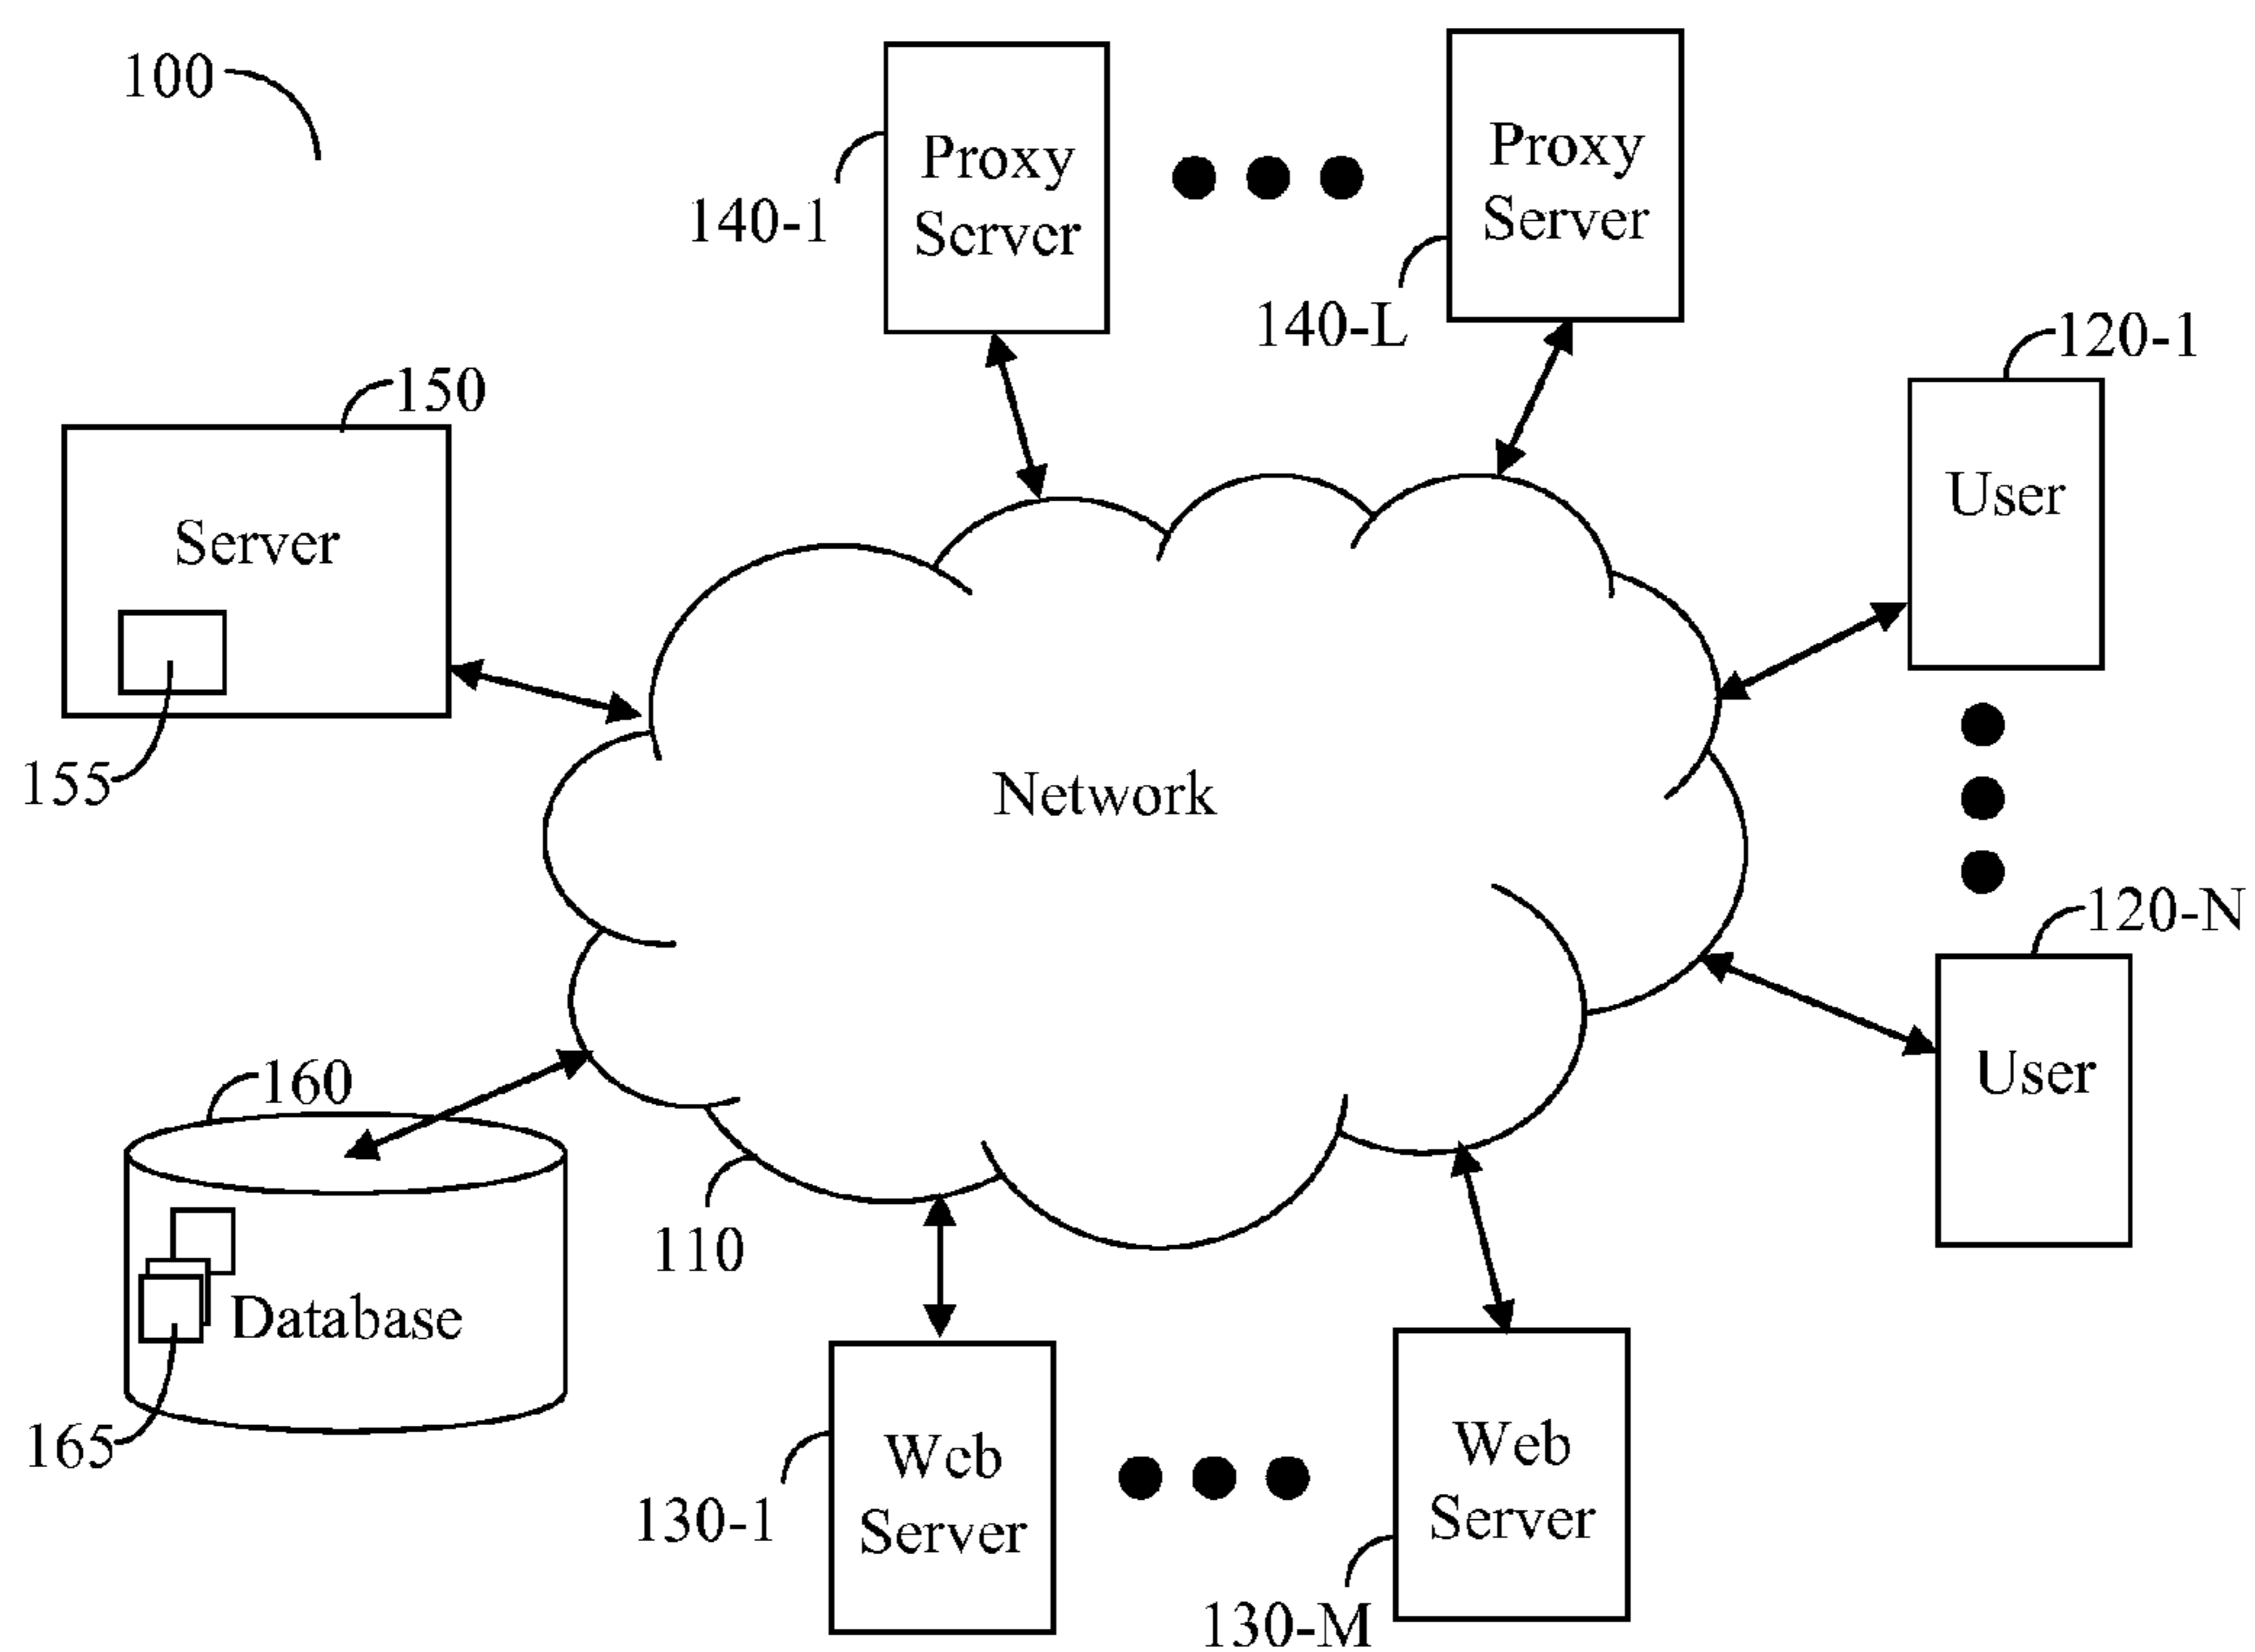 100
Proxy
Server
140-1
Proxy
Server
140-L
120-1
User
150
Server
155
Network
120-N
User
160
Database
165
110
Web
Server
130-1
Web
Server
130-M